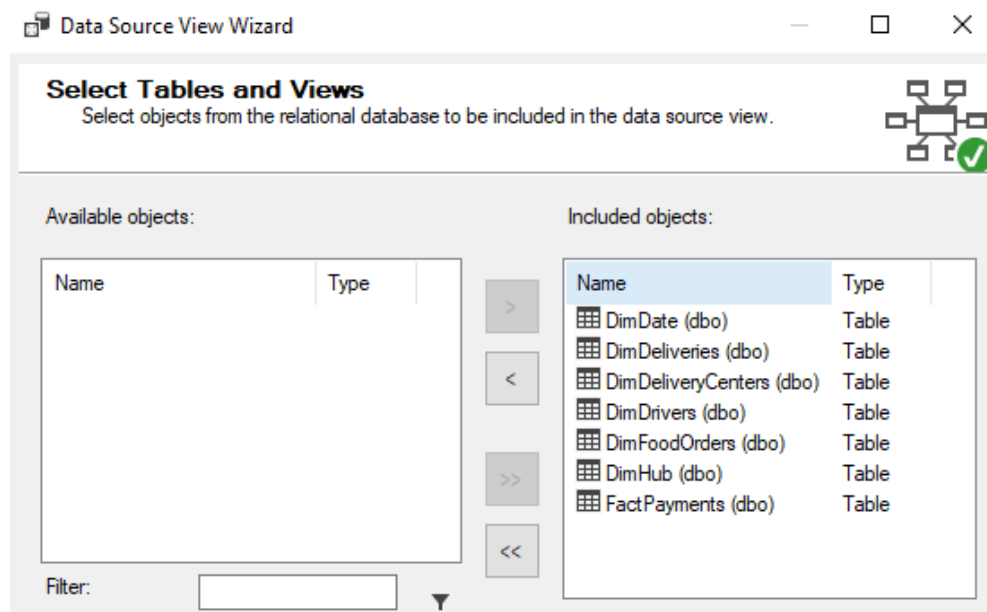 Data Source View Wizard
Select Tables and Views
Select objects from the relational database to be included in the data source view.
Available objects:
Included objects:
Name Type
Name Type
>
<
>>
<<
DimDate (dbo) Table
DimDeliveries (dbo) Table
DimDeliveryCenters (dbo) Table
DimDrivers (dbo) Table
DimFoodOrders (dbo) Table
DimHub (dbo) Table
FactPayments (dbo) Table
Filter: